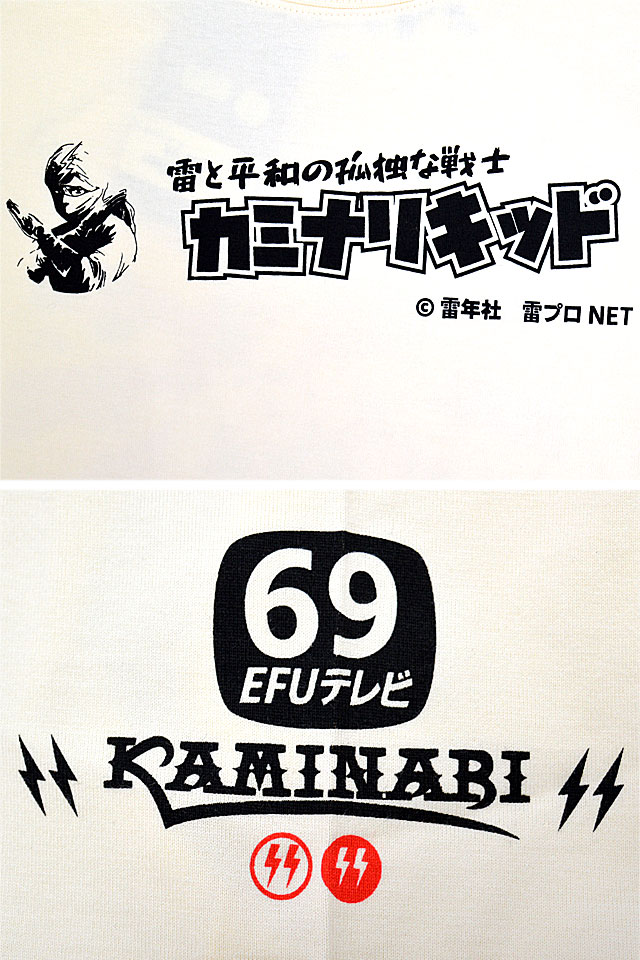 雷と平和の孤独な戦士
カミナリキッド
© 雷年社 雷プロ NET
69
EFUテレビ
KAMINARI